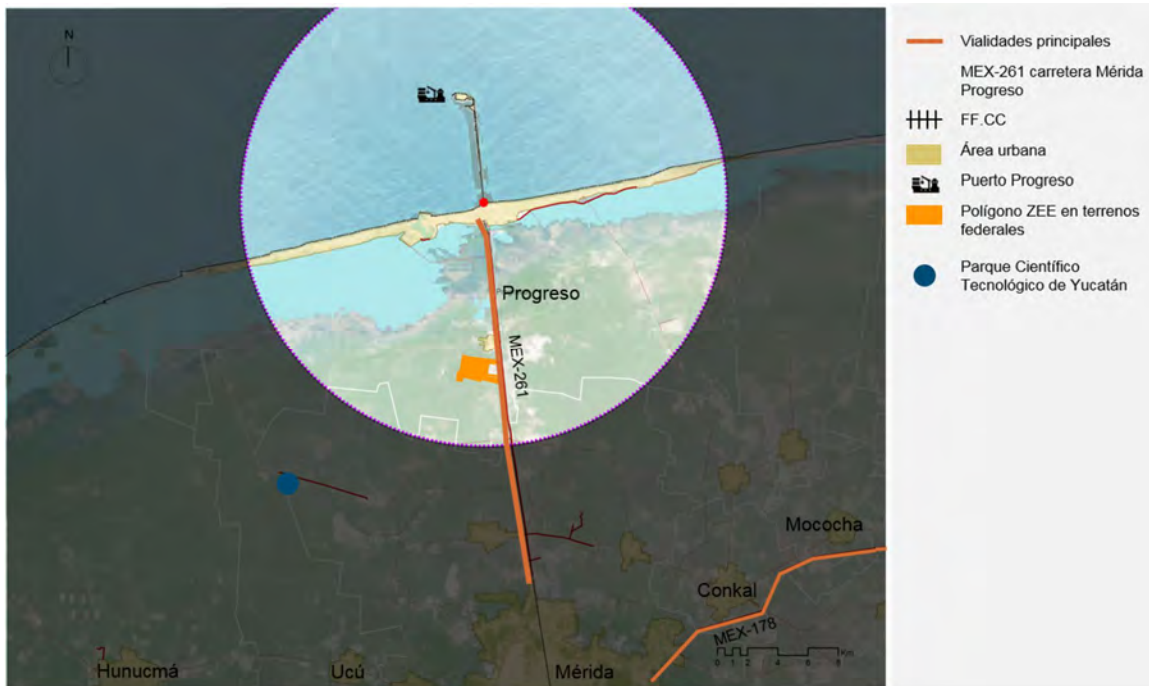 N
Progreso
MEX-261
Mococha
Conkal
MEX-178
0 1 2 4 6 8 Km
Hunucmá
Ucú
Mérida
Vialidades principales
MEX-261 carretera Mérida
Progreso
FF.CC
Área urbana
Puerto Progreso
Polígono ZEE en terrenos
federales
Parque Científico
Tecnológico de Yucatán